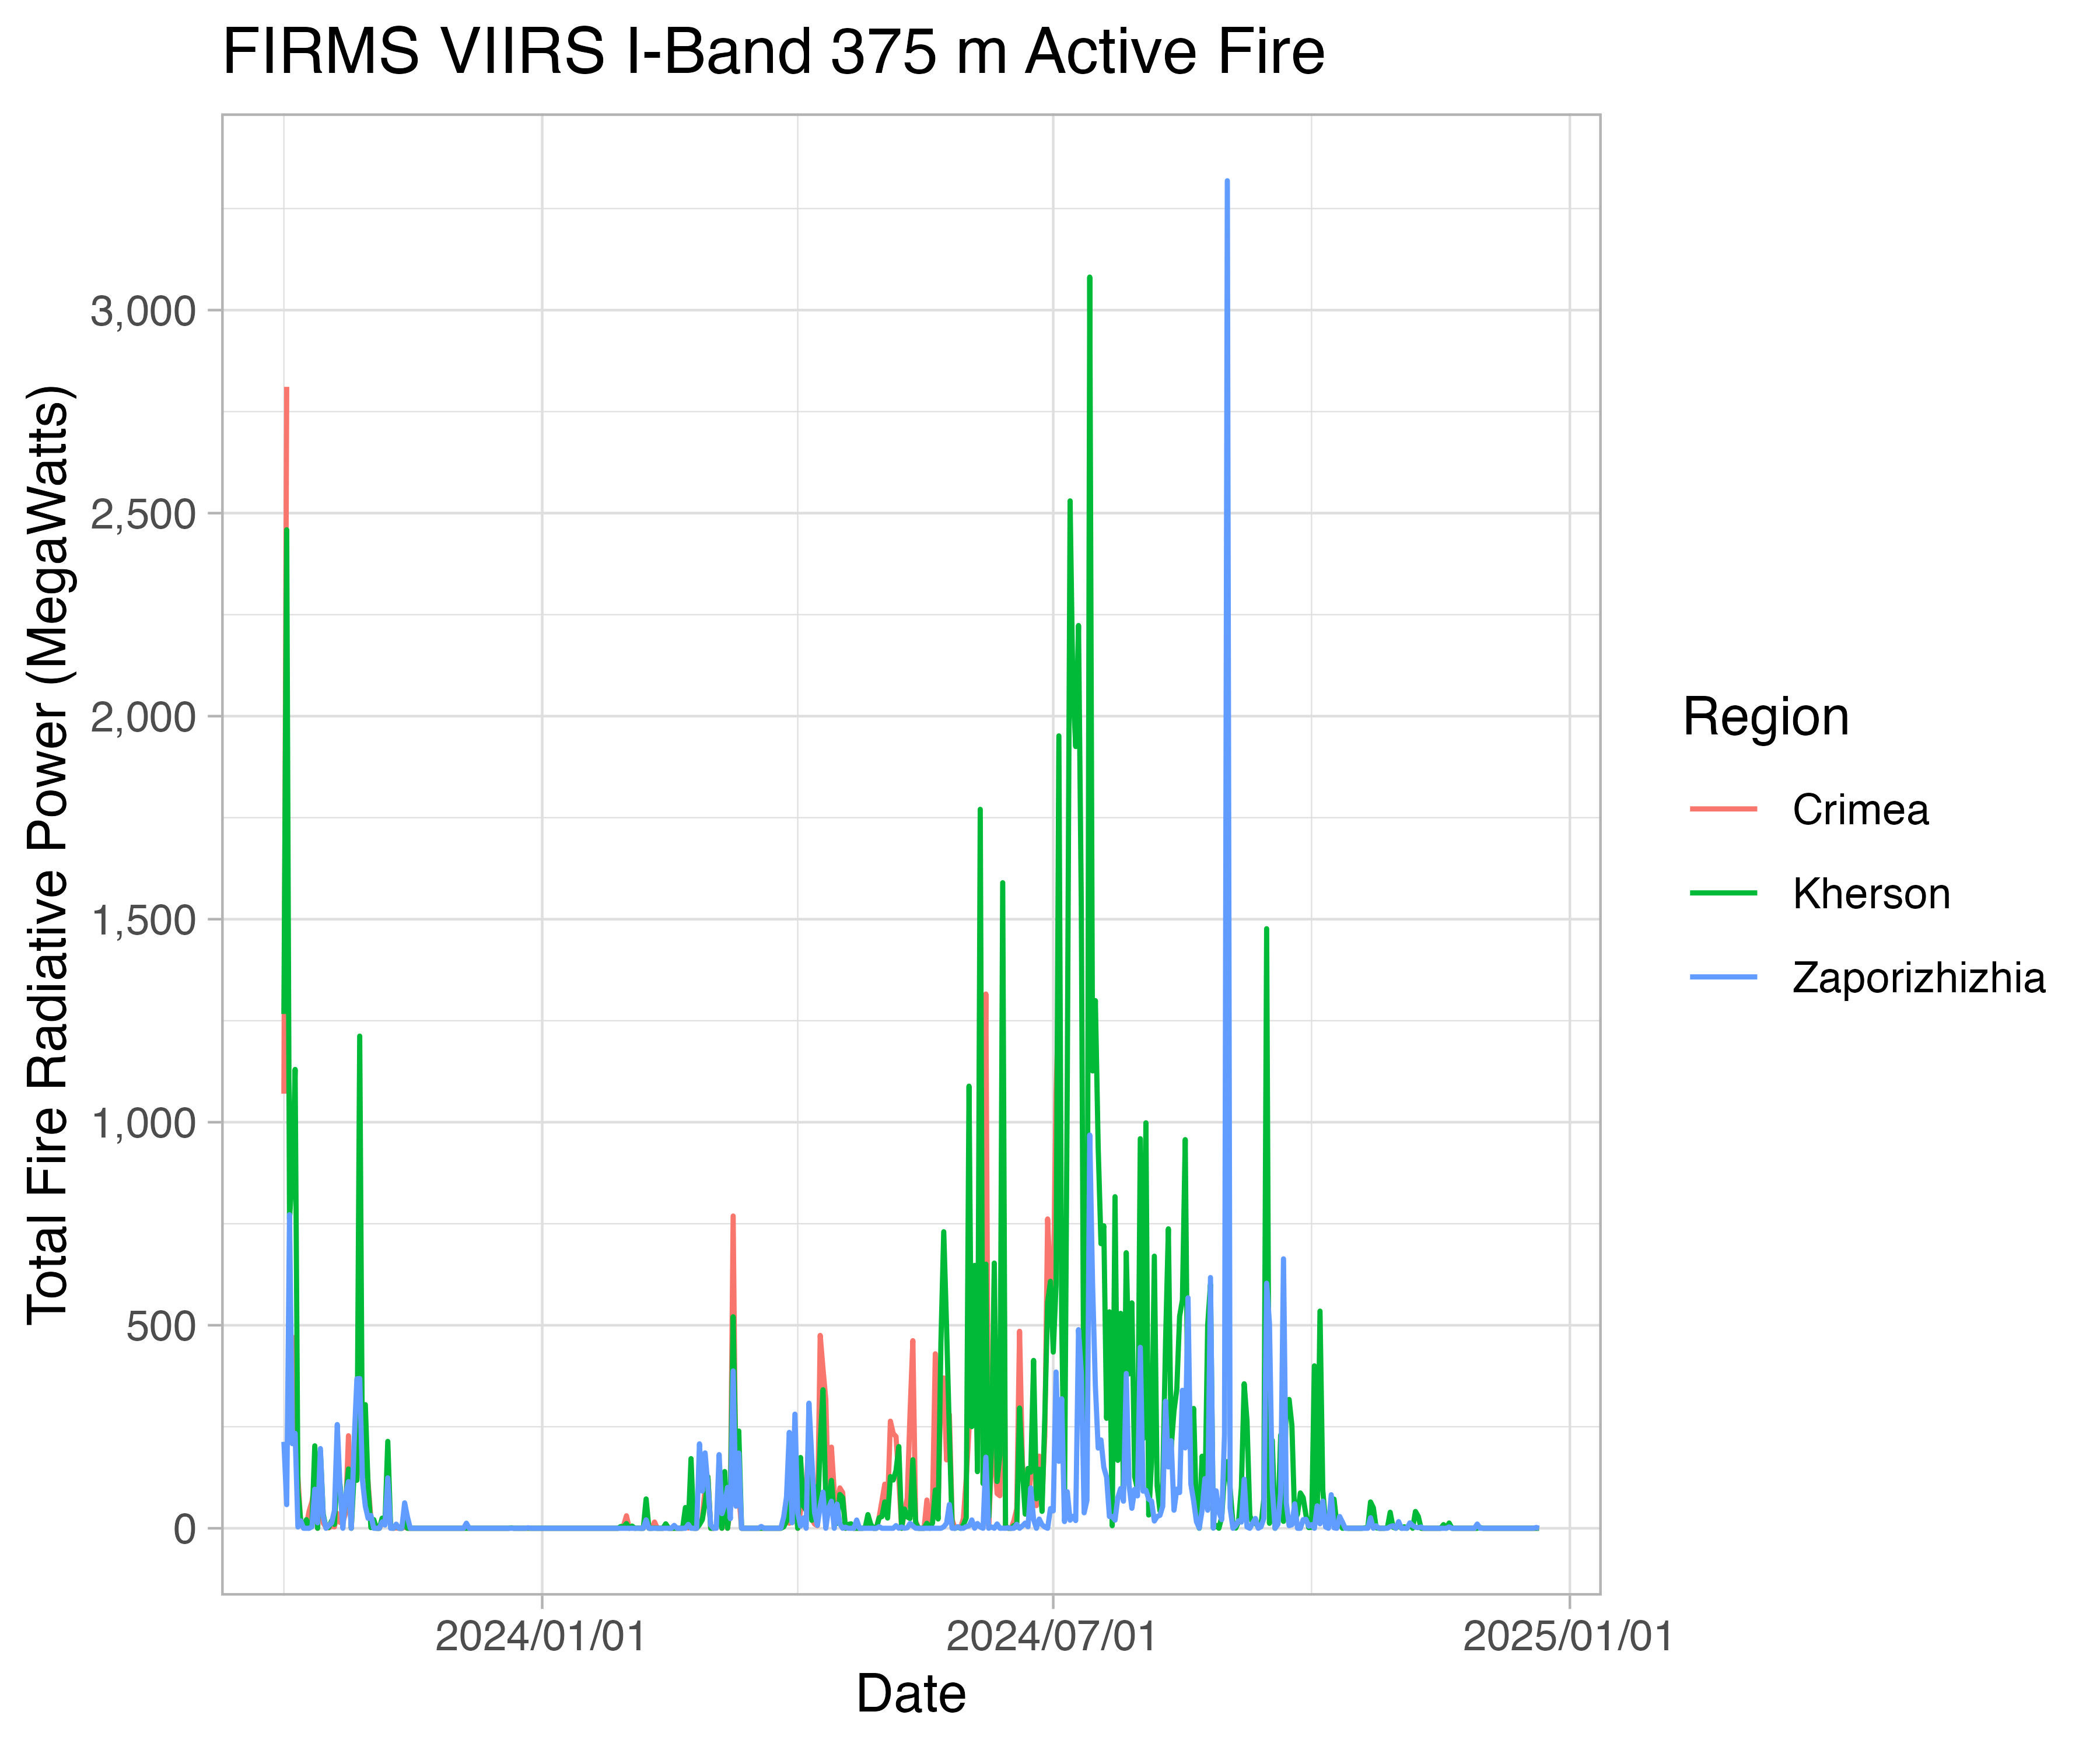 FIRMS VIIRS I-Band 375 m Active Fire
Total Fire Radiative Power (MegaWatts)
3,000
2,500
2,000
1,500
1,000
500
0
2024/01/01
2024/07/01
2025/01/01
Date
Region
Crimea
Kherson
Zaporizhizhia